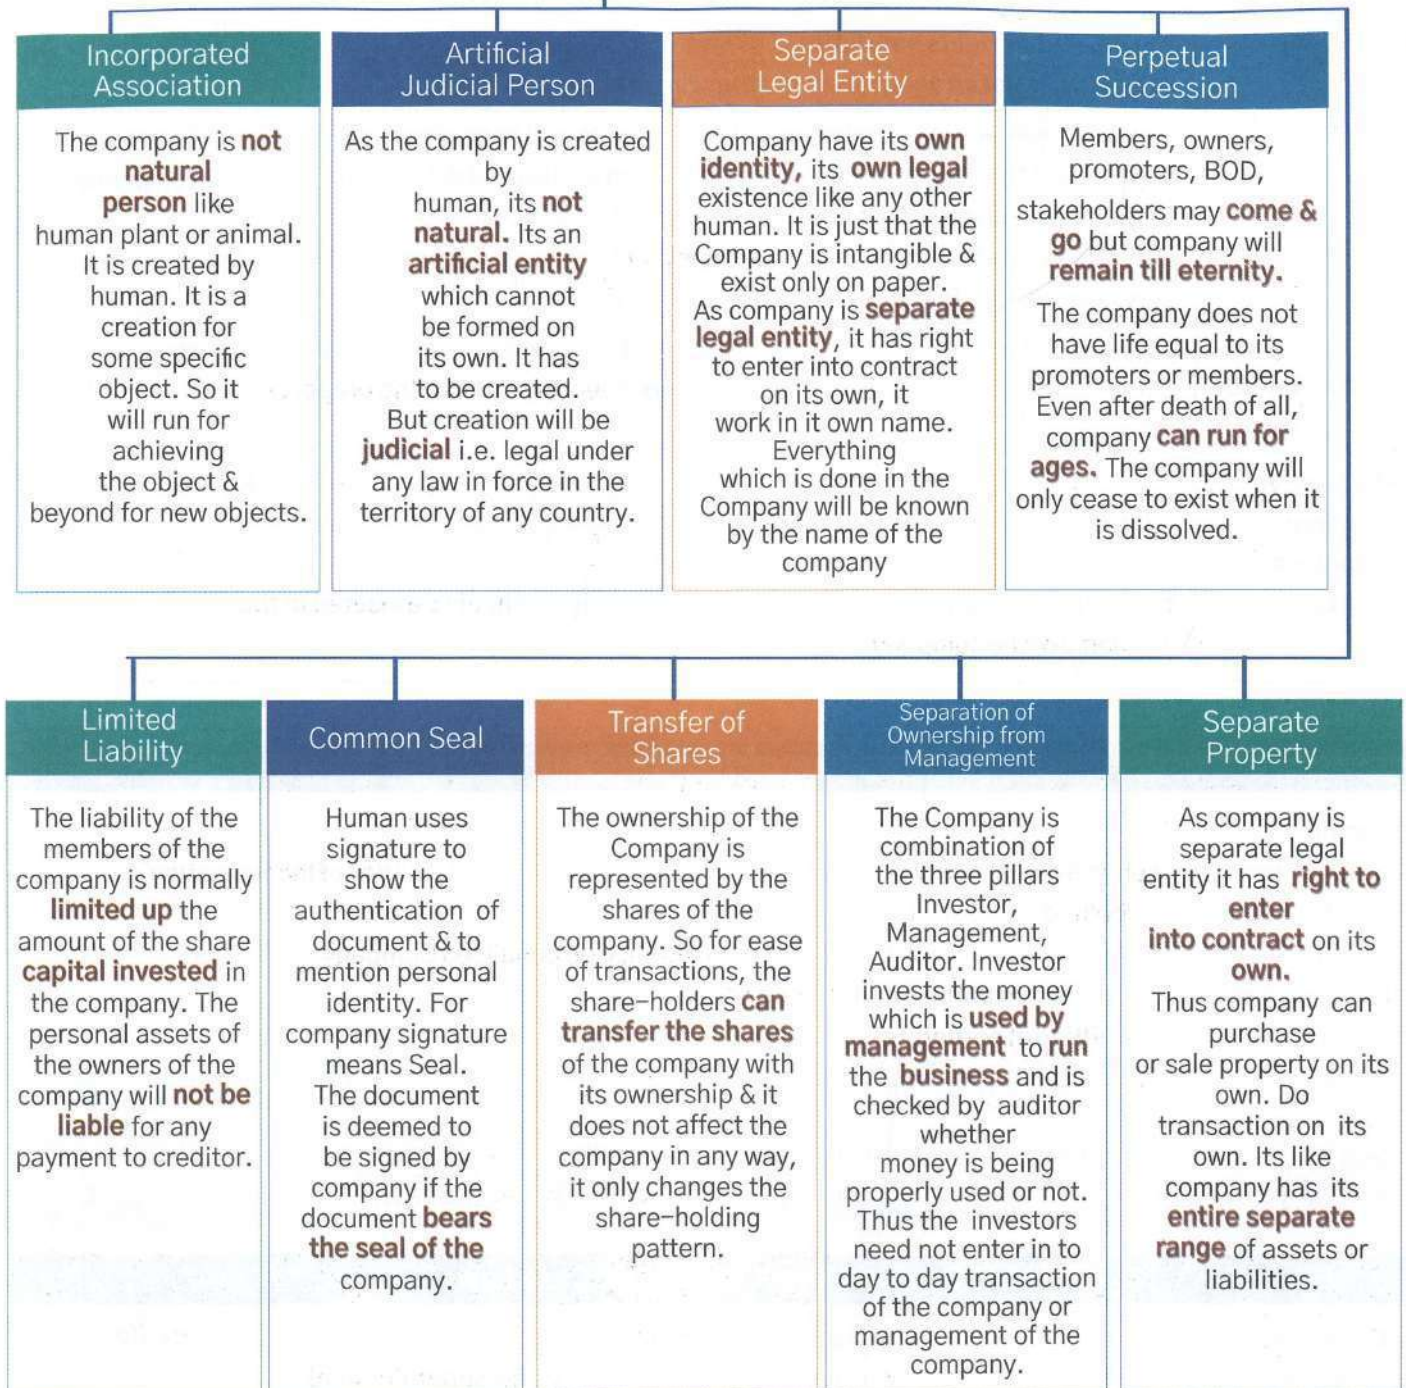 Incorporated
Association
The company is not
natural
person like
human plant or animal.
It is created by
human. It is a
creation for
some specific
object. So it
will run for
achieving
the object &
beyond for new objects.
Artificial
Judicial Person
As the company is created
by
human, its not
natural. Its an
artificial entity
which cannot
be formed on
its own. It has
to be created.
But creation will be
judicial i.e. legal under
any law in force in the
territory of any country.
Separate
Legal Entity
Company have its own
identity, its own legal
existence like any other
human. It is just that the
Company is intangible &
exist only on paper.
As company is separate
legal entity, it has right
to enter into contract
on its own, it
work in it own name.
Everything
which is done in the
Company will be known
by the name of the
company
Perpetual
Succession
Members, owners,
promoters, BOD,
stakeholders may come &
go but company will
remain till eternity.
The company does not
have life equal to its
promoters or members.
Even after death of all,
company can run for
ages. The company will
only cease to exist when it
is dissolved.
Limited
Liability
The liability of the
members of the
company is normally
limited up the
amount of the share
capital invested in
the company. The
personal assets of
the owners of the
company will not be
liable for any
payment to creditor.
Common Seal
Human uses
signature to
show the
authentication of
document & to
mention personal
identity. For
company signature
means Seal.
The document
is deemed to
be signed by
company if the
document bears
the seal of the
company.
Transfer of
Shares
The ownership of the
Company is
represented by the
shares of the
company. So for ease
of transactions, the
share-holders can
transfer the shares
of the company with
its ownership & it
does not affect the
company in any way,
it only changes the
share-holding
pattern.
Separation of
Ownership from
Management
The Company is
combination of
the three pillars
Investor,
Management,
Auditor. Investor
invests the money
which is used by
management to run
the business and is
checked by auditor
whether
money is being
properly used or not.
Thus the investors
need not enter in to
day to day transaction
of the company or
management of the
company.
Separate
Property
As company is
separate legal
entity it has right to
enter
into contract on its
own.
Thus company can
purchase
or sale property on its
own. Do
transaction on its
own. Its like
company has its
entire separate
range of assets or
liabilities.